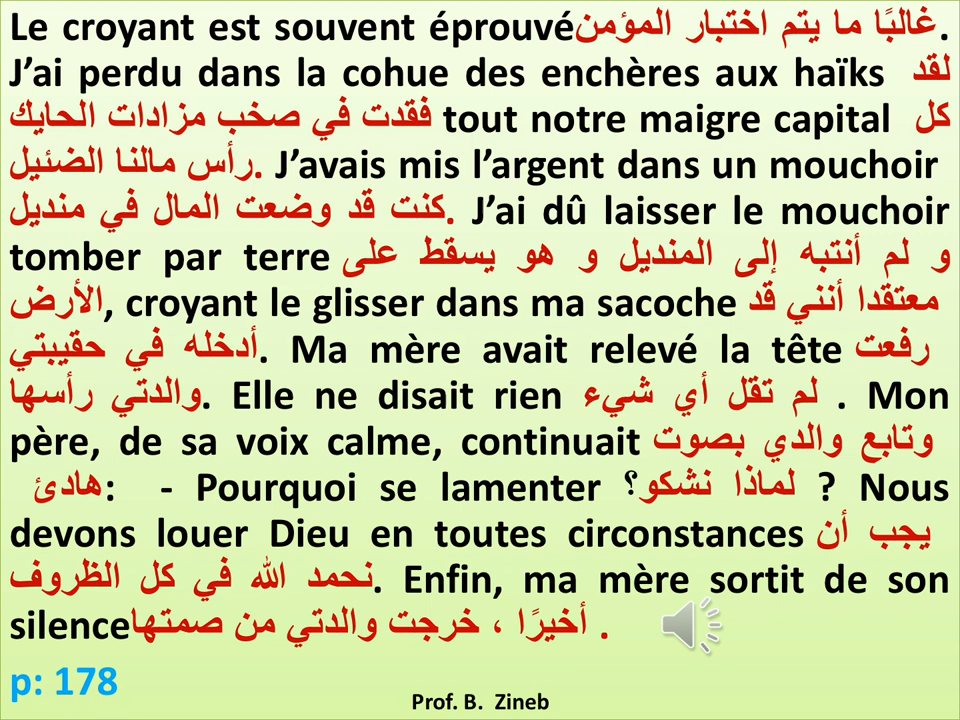 Le croyant est souvent éprouvéغالبًا ما يتم اختبار المؤمن.
J’ai perdu dans la cohue des enchères aux haïks لقد
فقدت في صخب مزادات الحايك tout notre maigre capital كل
رأس مالنا الضئيل. J’avais mis l’argent dans un mouchoir
كنت قد وضعت المال في منديل. J’ai dû laisser le mouchoir
tomber par terre و لم أنتبه إلى المنديل و هو يسقط على
الأرض, croyant le glisser dans ma sacoche معتقدا أنني قد
أدخله في حقيبتي. Ma mère avait relevé la tête رفعت
والدتي رأسها. Elle ne disait rien لم تقل أي شيء . Mon
père, de sa voix calme, continuait وتابع والدي بصوت
هادئ: - Pourquoi se lamenter لماذا نشكو؟ ? Nous
devons louer Dieu en toutes circonstances يجب أن
نحمد الله في كل الظروف. Enfin, ma mère sortit de son
silenceأخيرًا ، خرجت والدتي من صمتها .
p: 178
Prof. B. Zineb